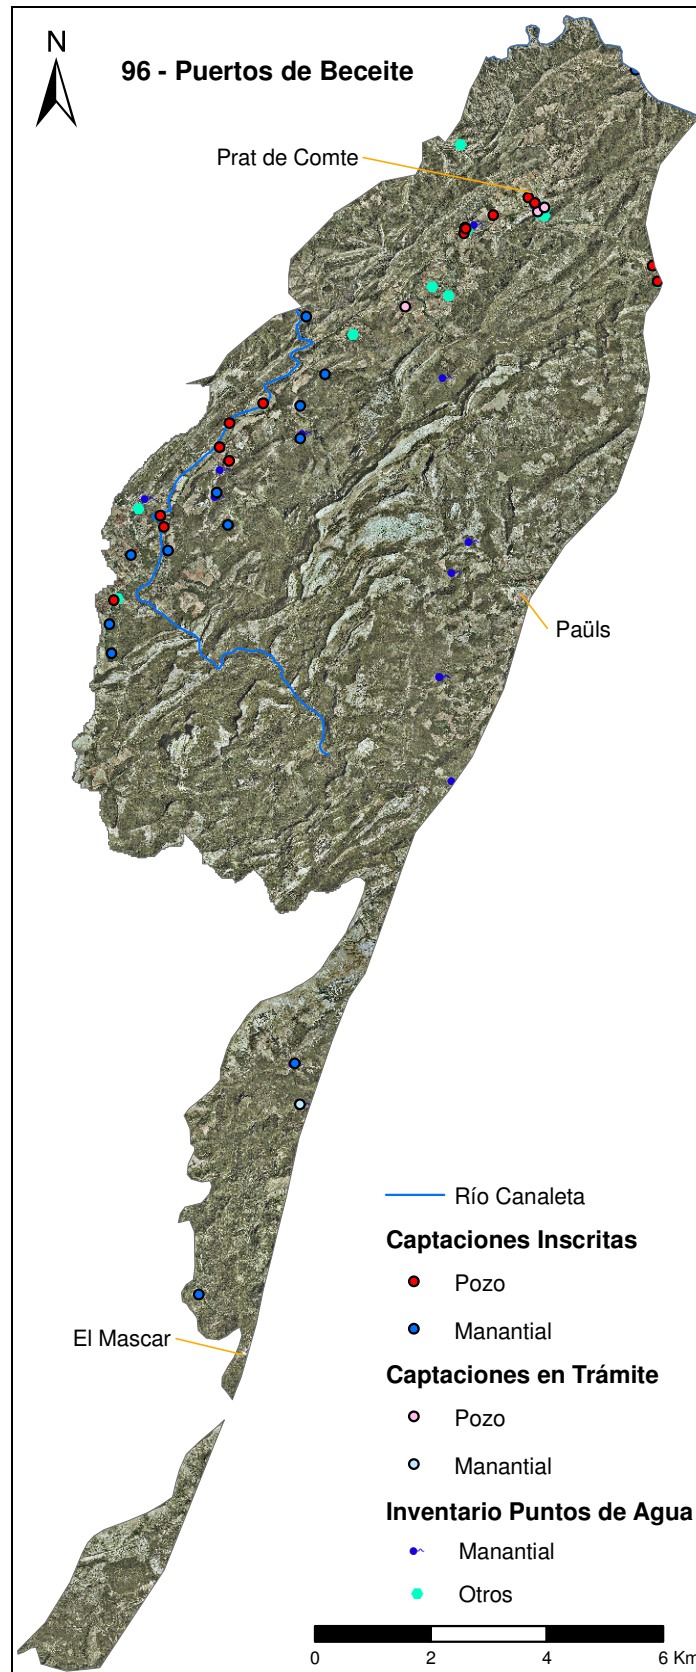 N
96 - Puertos de Beceite
Prat de Comte
Paüls
El Mascar
Río Canaleta
Captaciones Inscritas
Pozo
Manantial
Captaciones en Trámite
Pozo
Manantial
Inventario Puntos de Agua
Manantial
Otros
0 2 4 6 Km